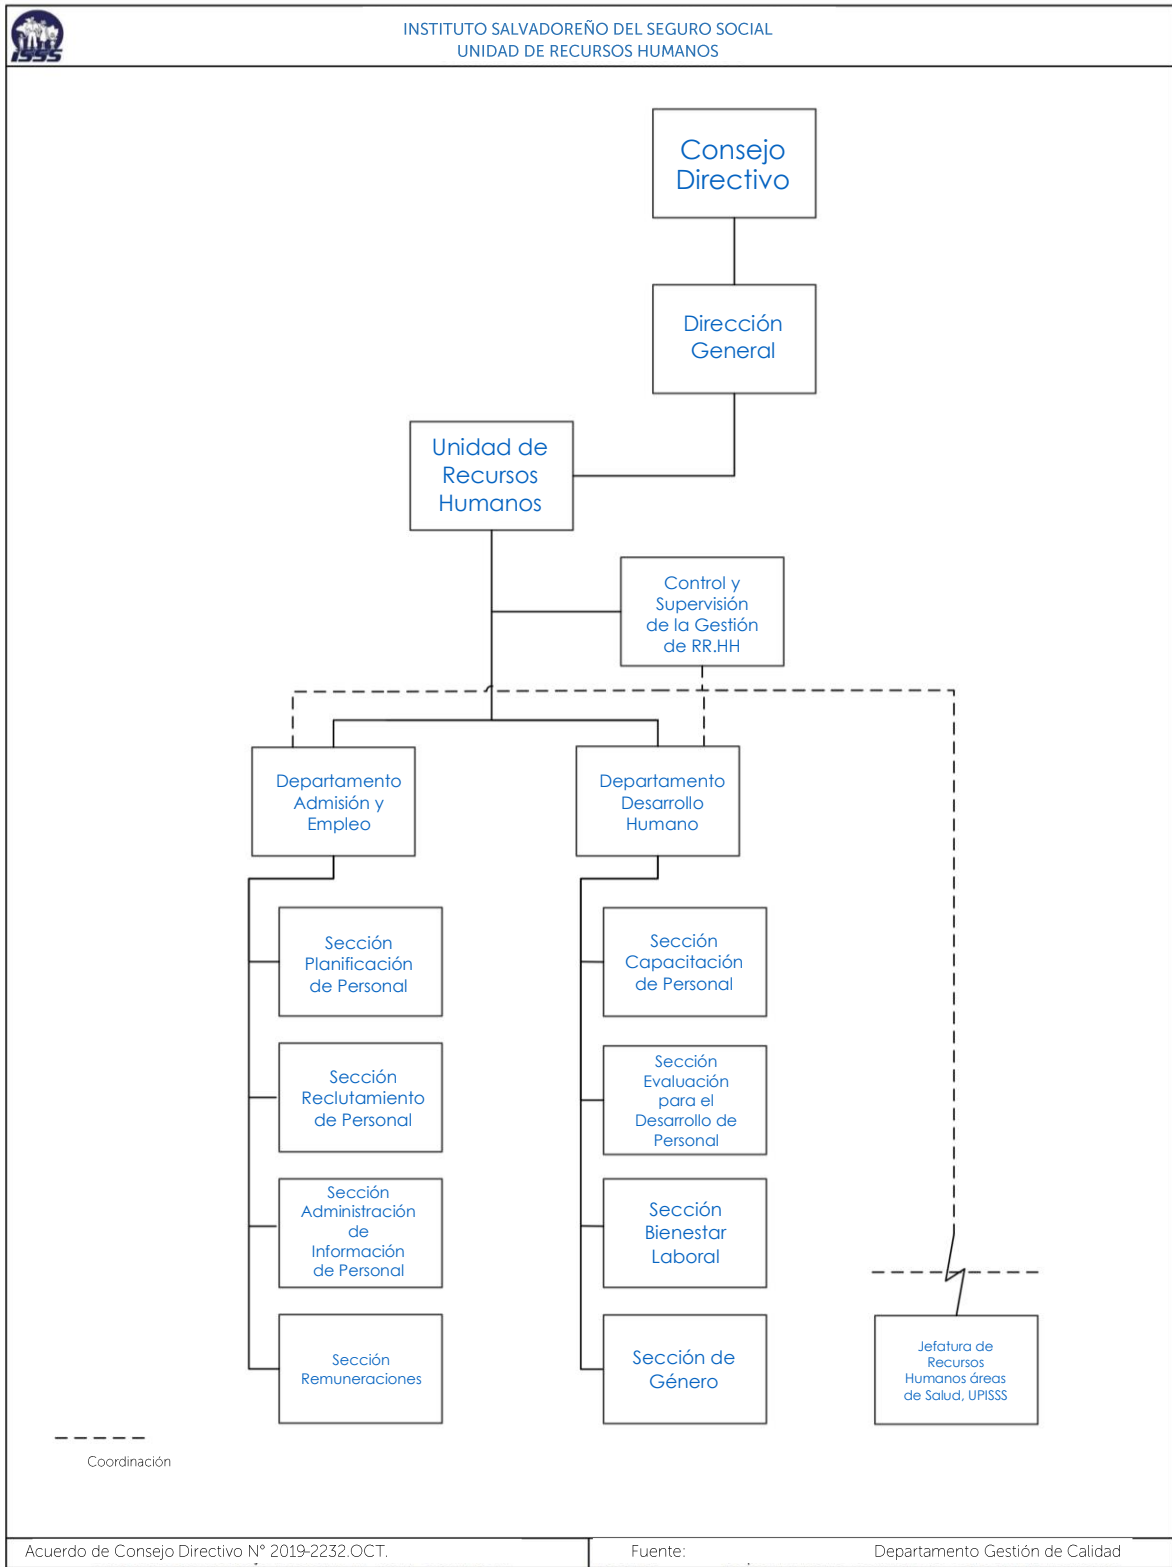 ISSS
INSTITUTO SALVADOREÑO DEL SEGURO SOCIAL
UNIDAD DE RECURSOS HUMANOS
Consejo
Directivo
Dirección
General
Unidad de
Recursos
Humanos
Control y
Supervisión
de la Gestión
de RR.HH
Departamento
Admisión y
Empleo
Departamento
Desarrollo
Humano
Sección
Planificación
de Personal
Sección
Reclutamiento
de Personal
Sección
Administración
de
Información
de Personal
Sección
Remuneraciones
Sección
Capacitación
de Personal
Sección
Evaluación
para el
Desarrollo de
Personal
Sección
Bienestar
Laboral
Sección de
Género
Jefatura de
Recursos
Humanos áreas
de Salud, UPISSS
Coordinación
Acuerdo de Consejo Directivo N° 2019-2232.OCT.
Fuente:
Departamento Gestión de Calidad